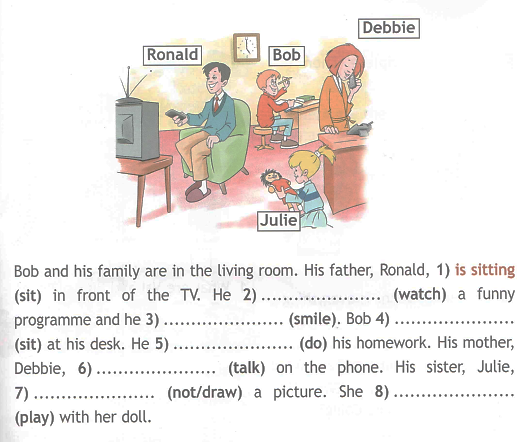 Debbie
Ronald
Bob
Julie
Bob and his family are in the living room. His father, Ronald, 1) is sitting
(sit) in front of the TV. He 2) ...................... (watch) a funny
programme and he 3) ...................... (smile). Bob 4) ......................
(sit) at his desk. He 5) ...................... (do) his homework. His mother,
Debbie, 6) ...................... (talk) on the phone. His sister, Julie,
7) ...................... (not/draw) a picture. She 8) ......................
(play) with her doll.